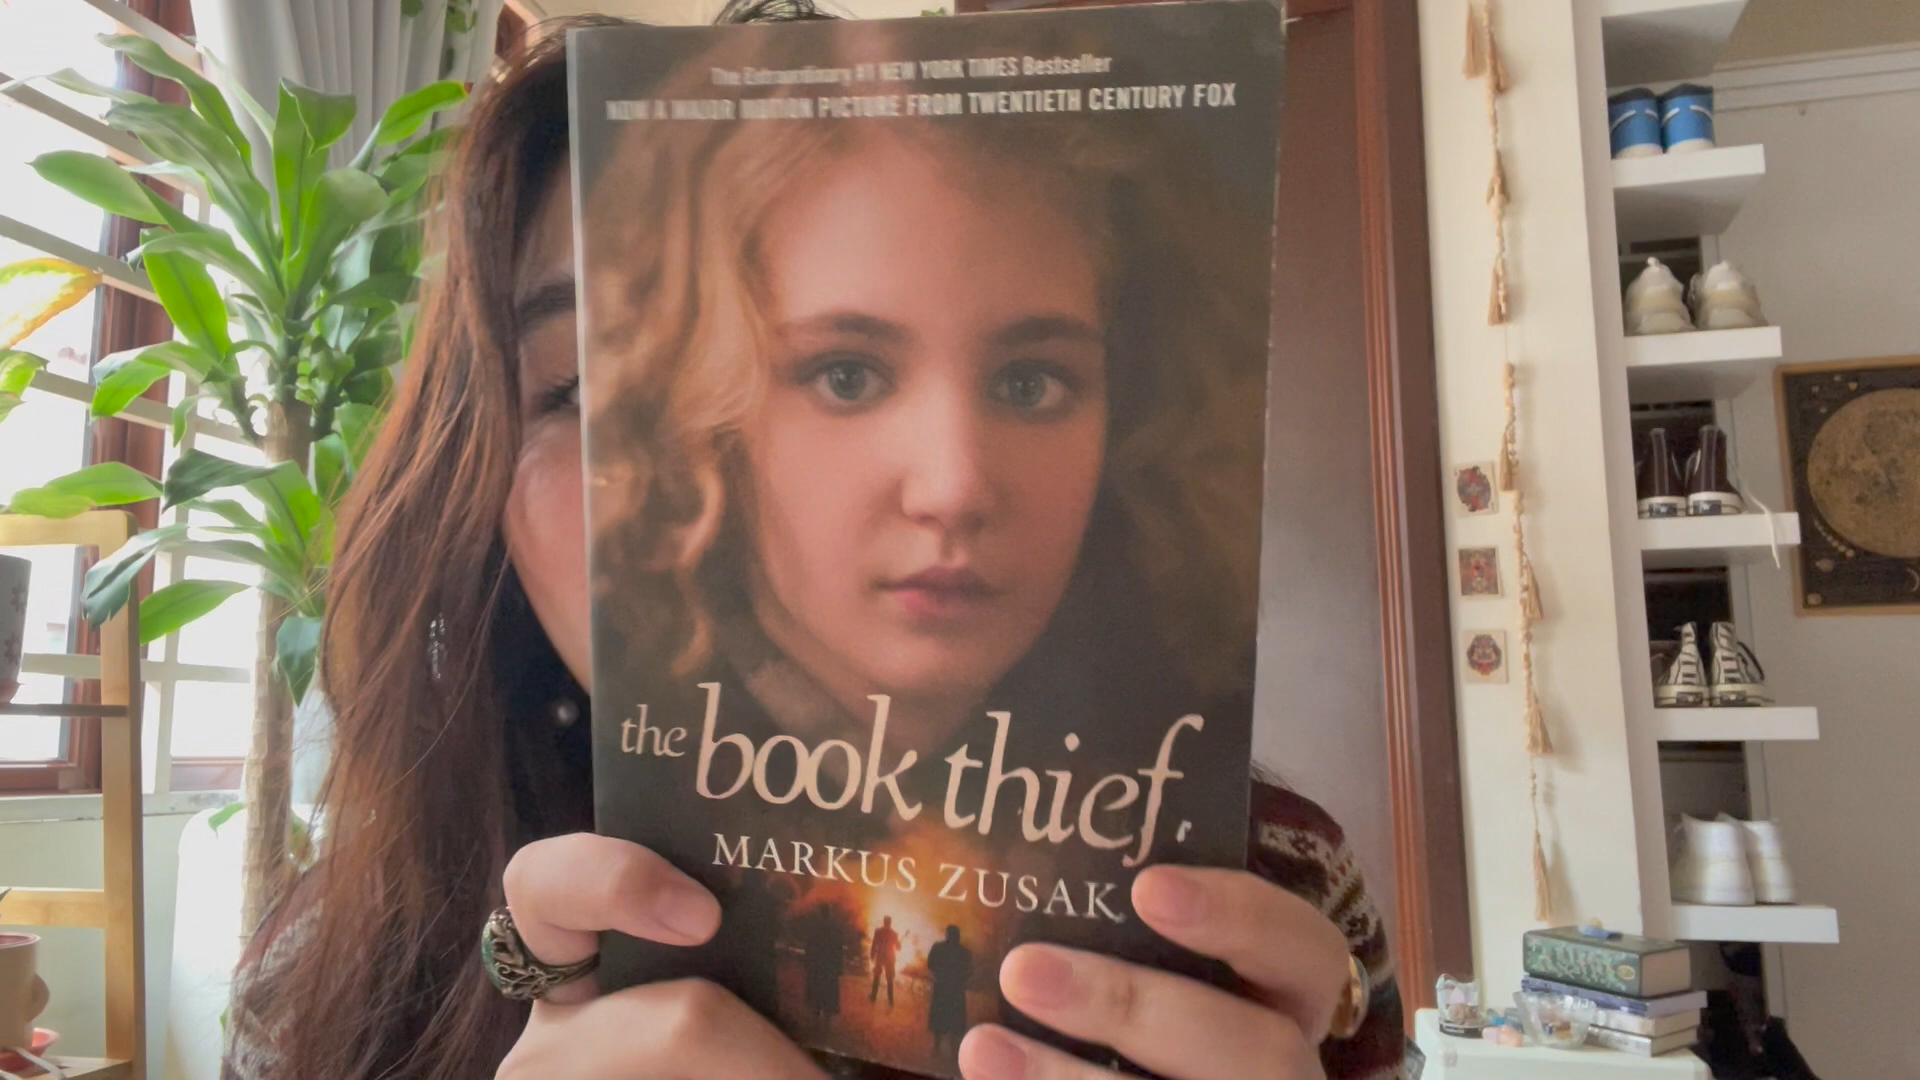 The Extraordinary #1 NEW YORK TIMES Bestseller
NOW A MAJOR MOTION PICTURE FROM TWENTIETH CENTURY FOX
the book thief
MARKUS ZUSAK